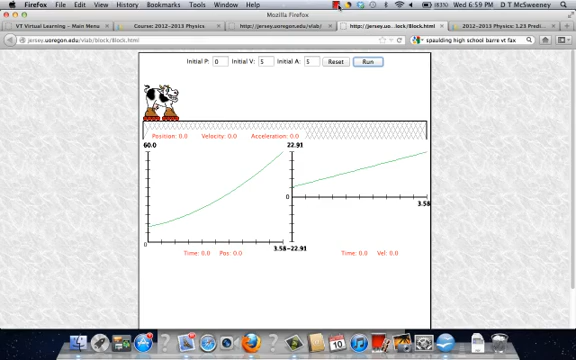 Firefox File Edit View History Bookmarks Tools Window Help (83%) Wed 6:59 PM D T McSweeney
Mozilla Firefox
VT Virtual Learning – Main Menu Course: 2012-2013 Physics http://jersey.uoregon.edu/vlab/ http://jersey.uo...lock/Block.html 2012-2013 Physics: 1.23 Predi...
jersey.uoregon.edu/vlab/block/Block.html spaulding high school barre vt fax
Initial P: 0 Initial V: 5 Initial A: 5 Reset Run
Position: 0.0 Velocity: 0.0 Acceleration: 0.0
60.0 22.91
0
3.58
0 3.58 -22.91
Time: 0.0 Pos: 0.0 Time: 0.0 Vel: 0.0
10